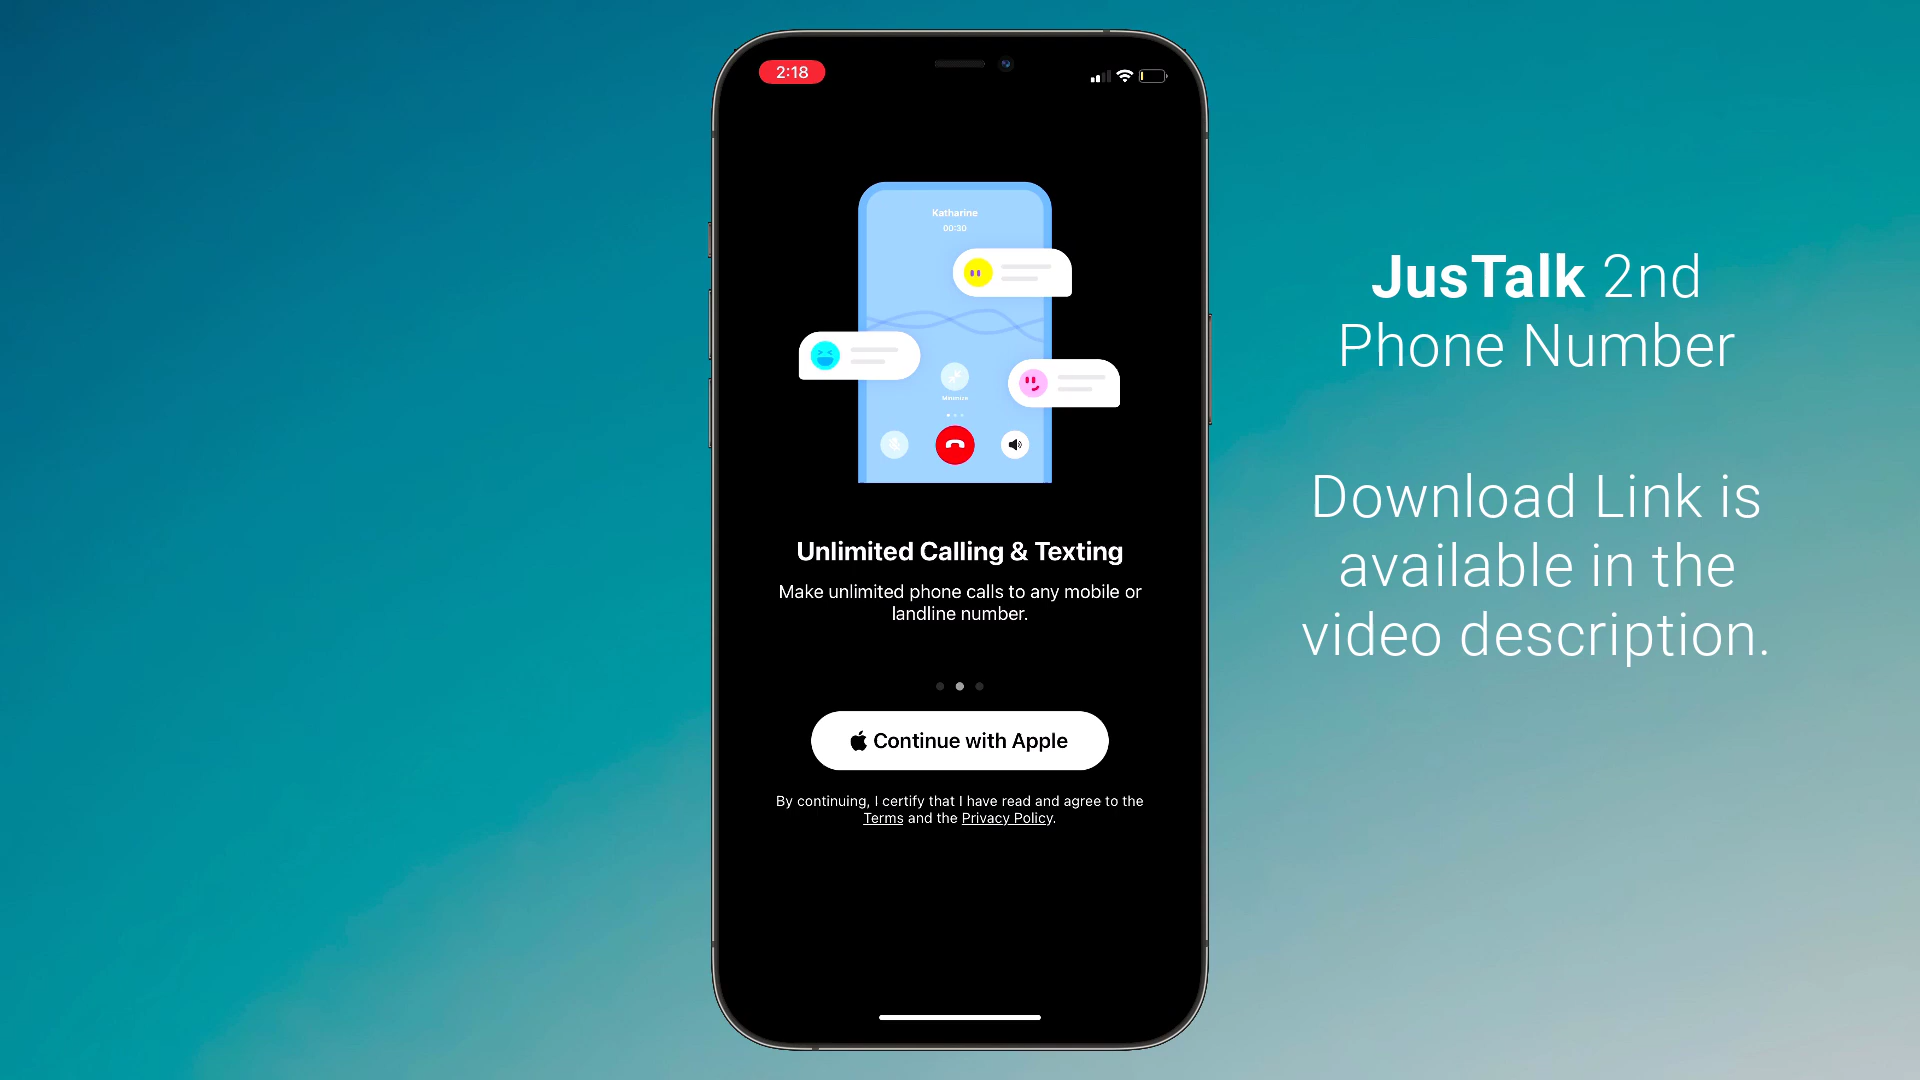 2:18
Katharine
00:30
Minimize
Unlimited Calling & Texting
Make unlimited phone calls to any mobile or
landline number.
Continue with Apple
By continuing, I certify that I have read and agree to the
Terms and the Privacy Policy.
JusTalk 2nd
Phone Number
Download Link is
available in the
video description.